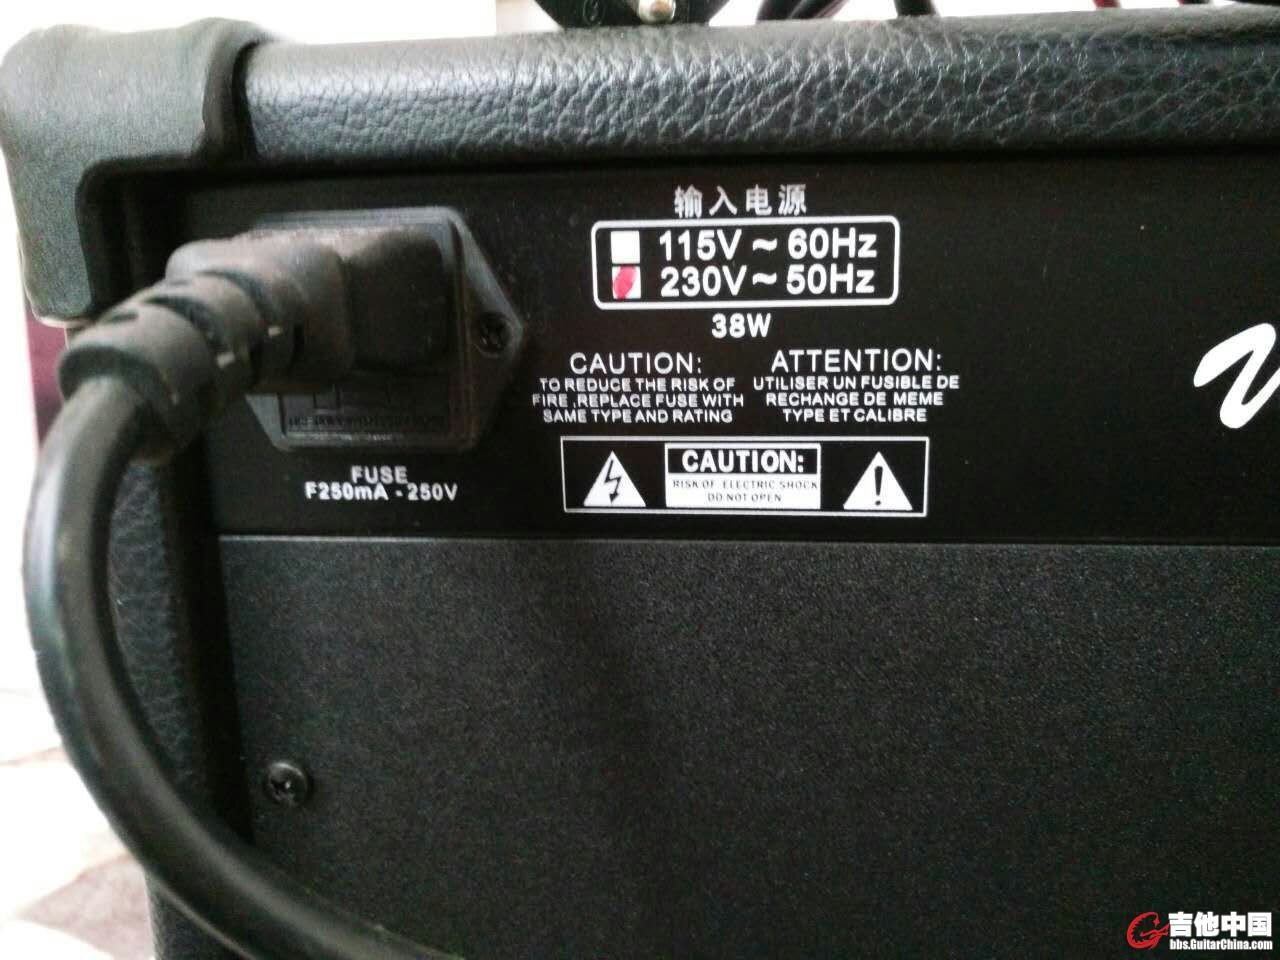 输入电源
115V ~ 60Hz
230V ~ 50Hz
38W
CAUTION:
TO REDUCE THE RISK OF
FIRE ,REPLACE FUSE WITH
SAME TYPE AND RATING
ATTENTION:
UTILISER UN FUSIBLE DE
RECHANGE DE MEME
TYPE ET CALIBRE
FUSE
F250mA - 250V
CAUTION:
RISK OF ELECTRIC SHOCK
DO NOT OPEN
吉他中国
bbs.GuitarChina.com